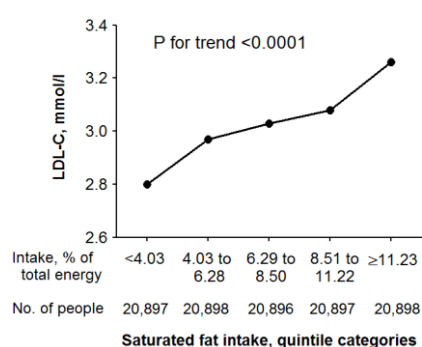 3.4
P for trend <0.0001
3.2
3.0
2.8
2.6
LDL-C, mmol/l
Intake, % of total energy
<4.03
4.03 to 6.28
6.29 to 8.50
8.51 to 11.22
≥11.23
No. of people 20,897 20,898 20,896 20,897 20,898
Saturated fat intake, quintile categories